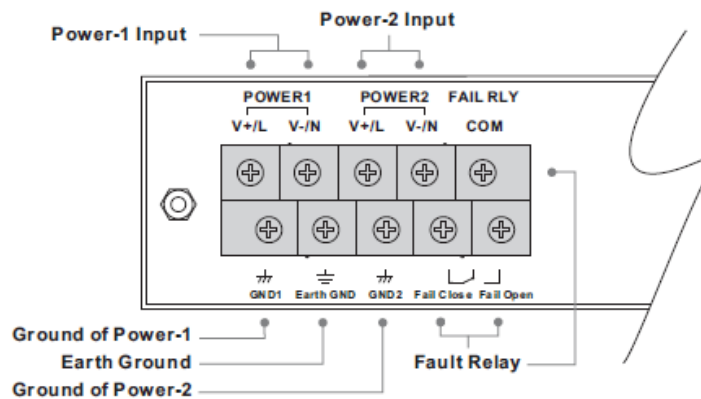 Power-2 Input
Power-1 Input
POWER1 POWER2 FAIL RLY
V+/L V-/N V+/L V-/N COM
GND1 Earth GND GND2 Fail Close Fail Open
Ground of Power-1
Earth Ground Fault Relay
Ground of Power-2